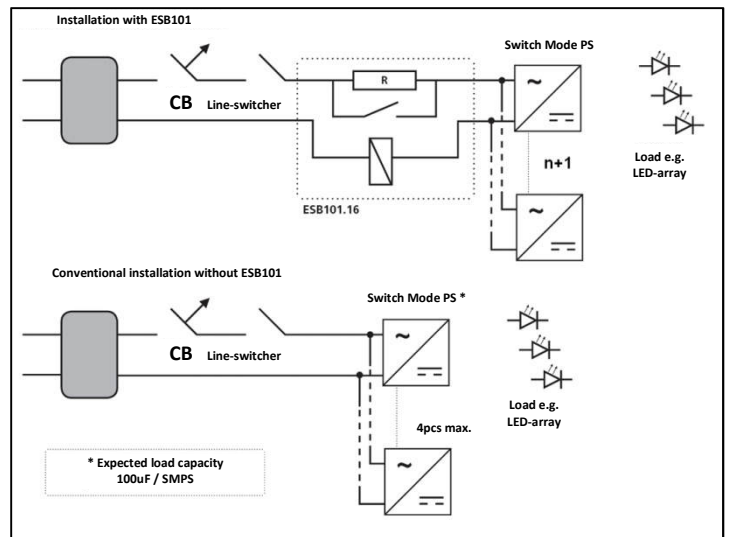 Installation with ESB101
Switch Mode PS
R
CB Line-switcher
~
Load e.g.
LED-array
n+1
ESB101.16
~
Conventional installation without ESB101
Switch Mode PS *
CB Line-switcher
~
Load e.g.
LED-array
4pcs max.
~
* Expected load capacity
100uF / SMPS